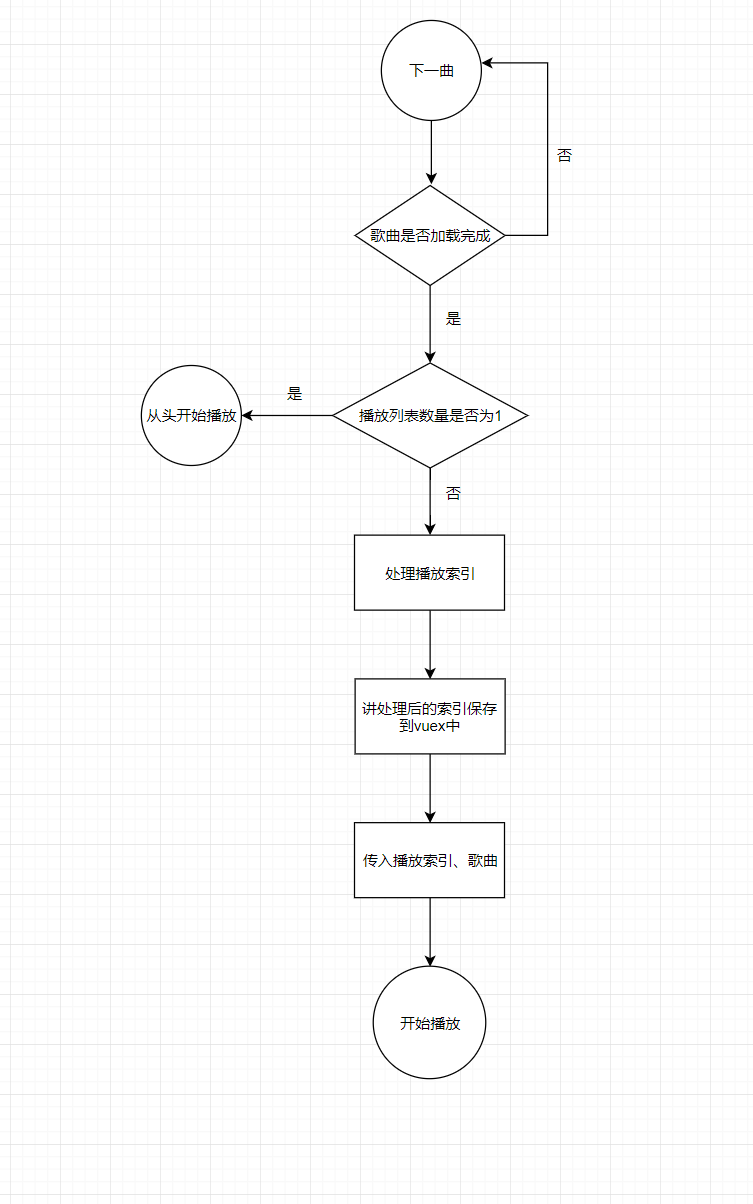 下一曲
否
歌曲是否加载完成
是
是
从头开始播放
播放列表数量是否为1
否
处理播放索引
讲处理后的索引保存
到vuex中
传入播放索引、歌曲
开始播放